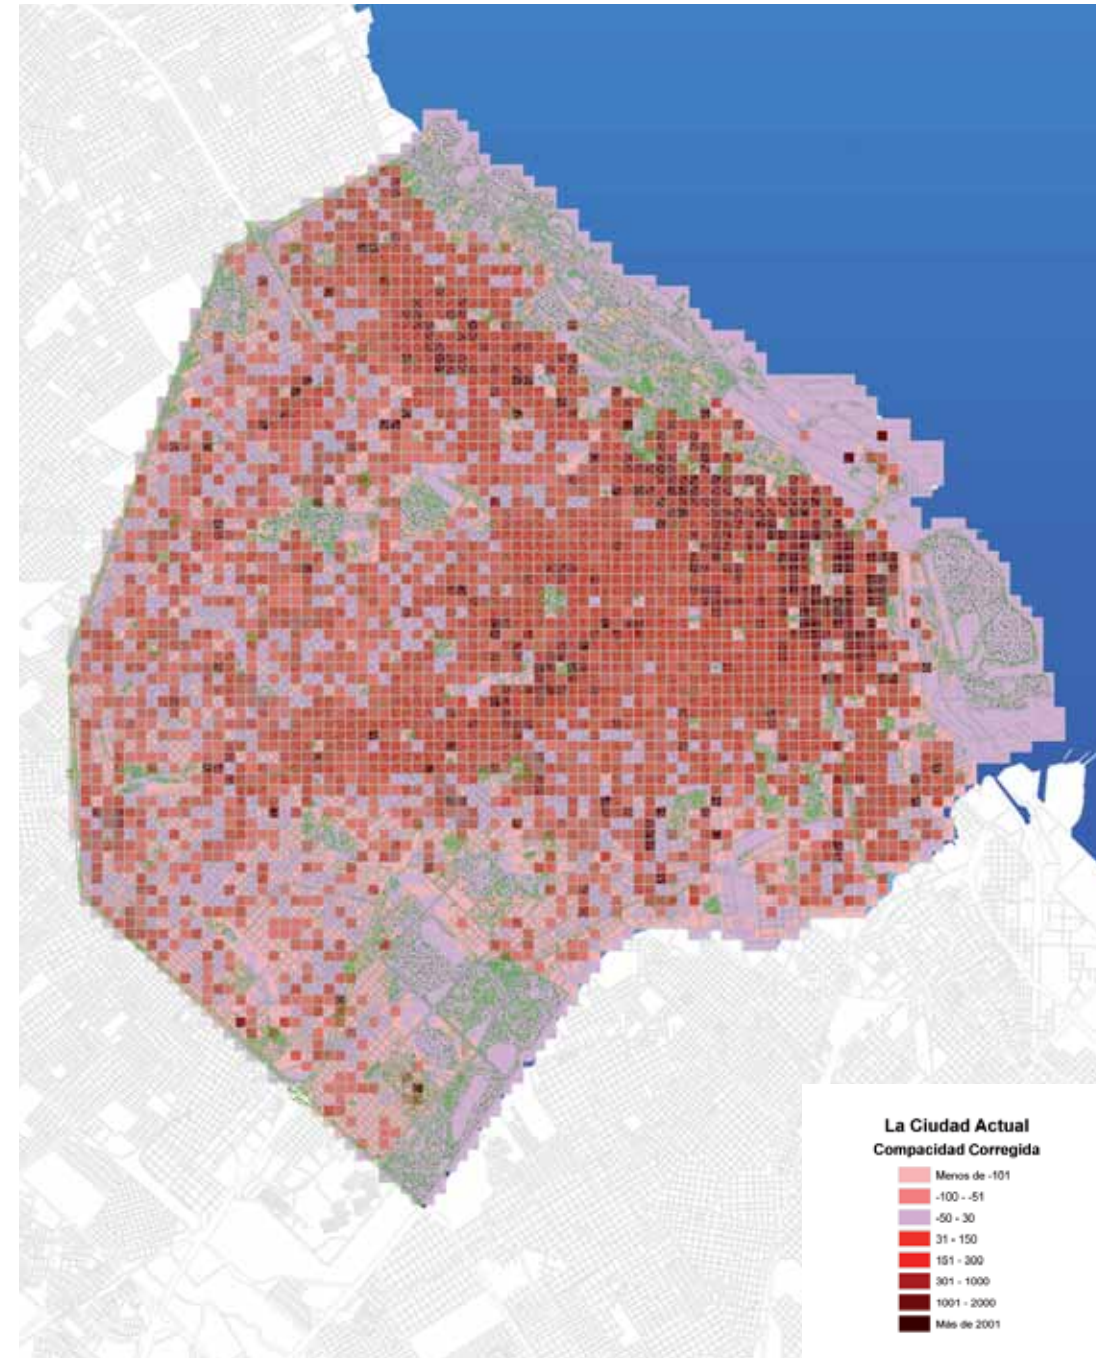 La Ciudad Actual
Compacidad Corregida
Menos de -101
-100 - -51
-50 - 30
31 - 150
151 - 300
301 - 1000
1001 - 2000
Más de 2001